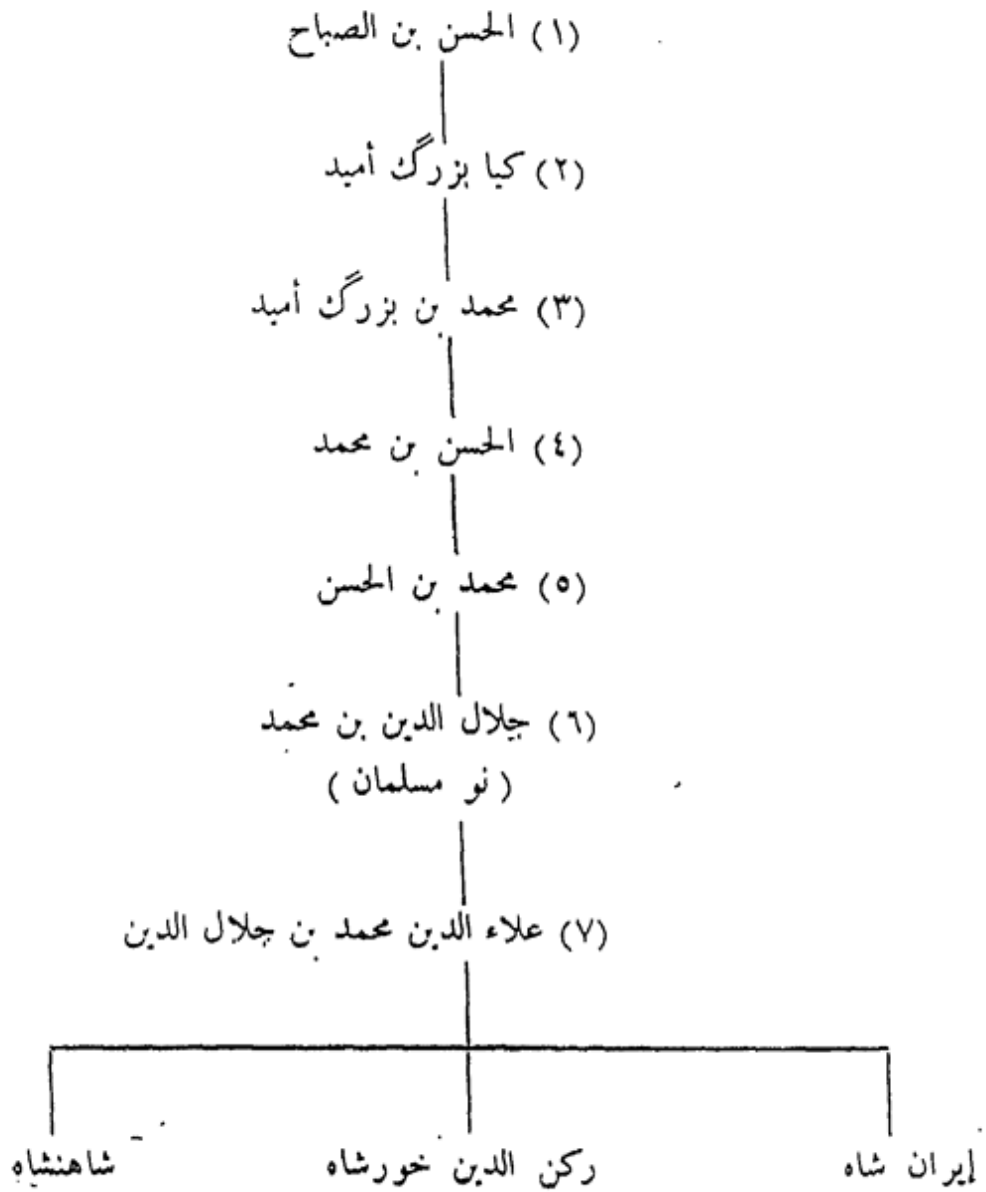 (١) الحسن بن الصباح
(٢) كيا بزرگ أميد
(٣) محمد بن بزرگ أميد
(٤) الحسن بن محمد
(٥) محمد بن الحسن
(٦) جلال الدين بن محمد
( نو مسلمان )
(٧) علاء الدين محمد بن جلال الدين
إيران شاه ركن الدين خورشاه شاهنشاه